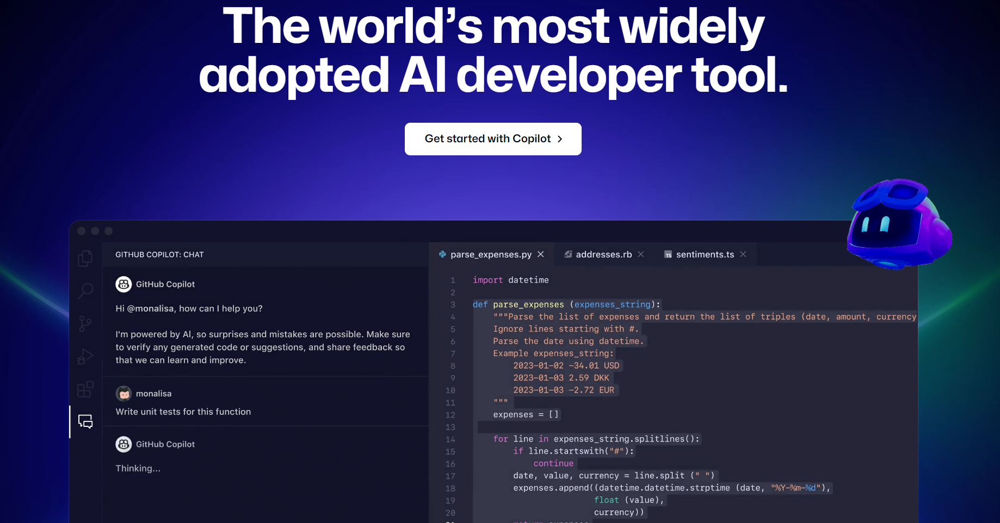 The world’s most widely
adopted AI developer tool.
Get started with Copilot
GITHUB COPILOT: CHAT
GitHub Copilot
Hi @monalisa, how can I help you?
I'm powered by AI, so surprises and mistakes are possible. Make sure
to verify any generated code or suggestions, and share feedback so
that we can learn and improve.
monalisa
Write unit tests for this function
GitHub Copilot
Thinking...
parse_expenses.py
addresses.rb
TS sentiments.ts
1 import datetime
2
3 def parse_expenses (expenses_string):
4 """Parse the list of expenses and return the list of triples (date, amount, currency
5 Ignore lines starting with #.
6 Parse the date using datetime.
7 Example expenses_string:
8 2023-01-02 -34.01 USD
9 2023-01-03 2.59 DKK
10 2023-01-03 -2.72 EUR
11 """
12 expenses = []
13
14 for line in expenses_string.splitlines():
15 if line.startswith("#"):
16 continue
17 date, value, currency = line.split (" ")
18 expenses.append((datetime.datetime.strptime (date, "%Y-%m-%d"),
19 float (value),
20 currency))